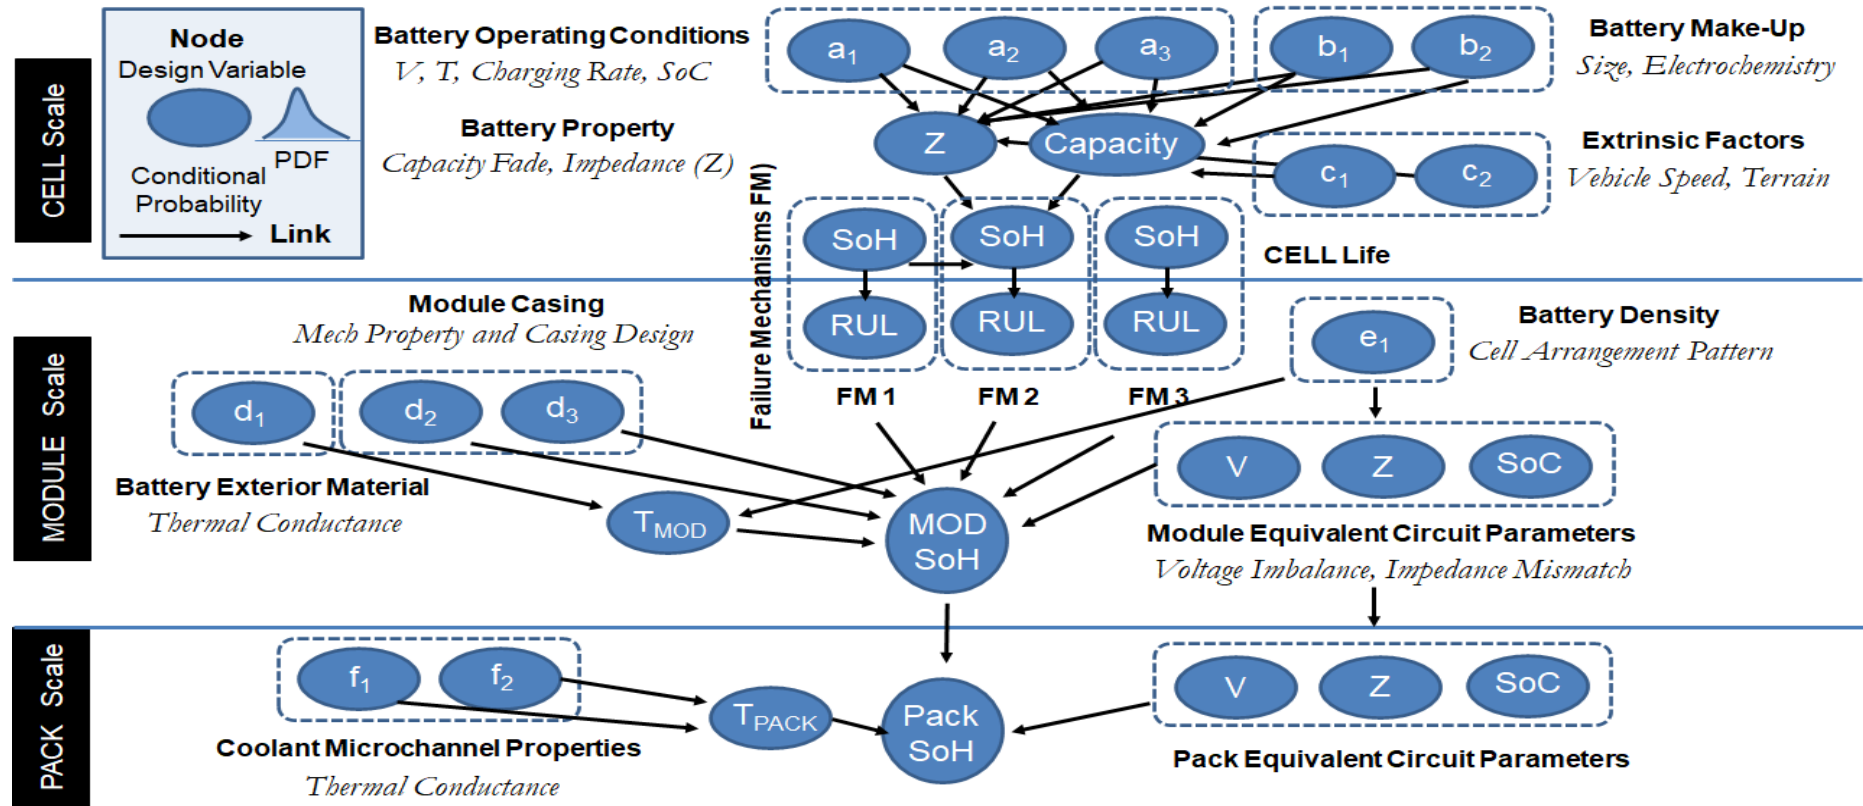 CELL Scale
Node
Design Variable
PDF
Conditional
Probability
Link
Battery Operating Conditions
V, T, Charging Rate, SoC
a1
a2
a3
b1
b2
Battery Make-Up
Size, Electrochemistry
Battery Property
Capacity Fade, Impedance (Z)
Z
Capacity
c1
c2
Extrinsic Factors
Vehicle Speed, Terrain
Failure Mechanisms FM)
SoH
SoH
SoH
CELL Life
RUL
RUL
RUL
FM 1
FM 2
FM 3
MODULE Scale
Module Casing
Mech Property and Casing Design
d1
d2
d3
e1
Battery Density
Cell Arrangement Pattern
Battery Exterior Material
Thermal Conductance
TMOD
MOD
SoH
V
Z
SoC
Module Equivalent Circuit Parameters
Voltage Imbalance, Impedance Mismatch
PACK Scale
f1
f2
Coolant Microchannel Properties
Thermal Conductance
TPACK
Pack
SoH
V
Z
SoC
Pack Equivalent Circuit Parameters